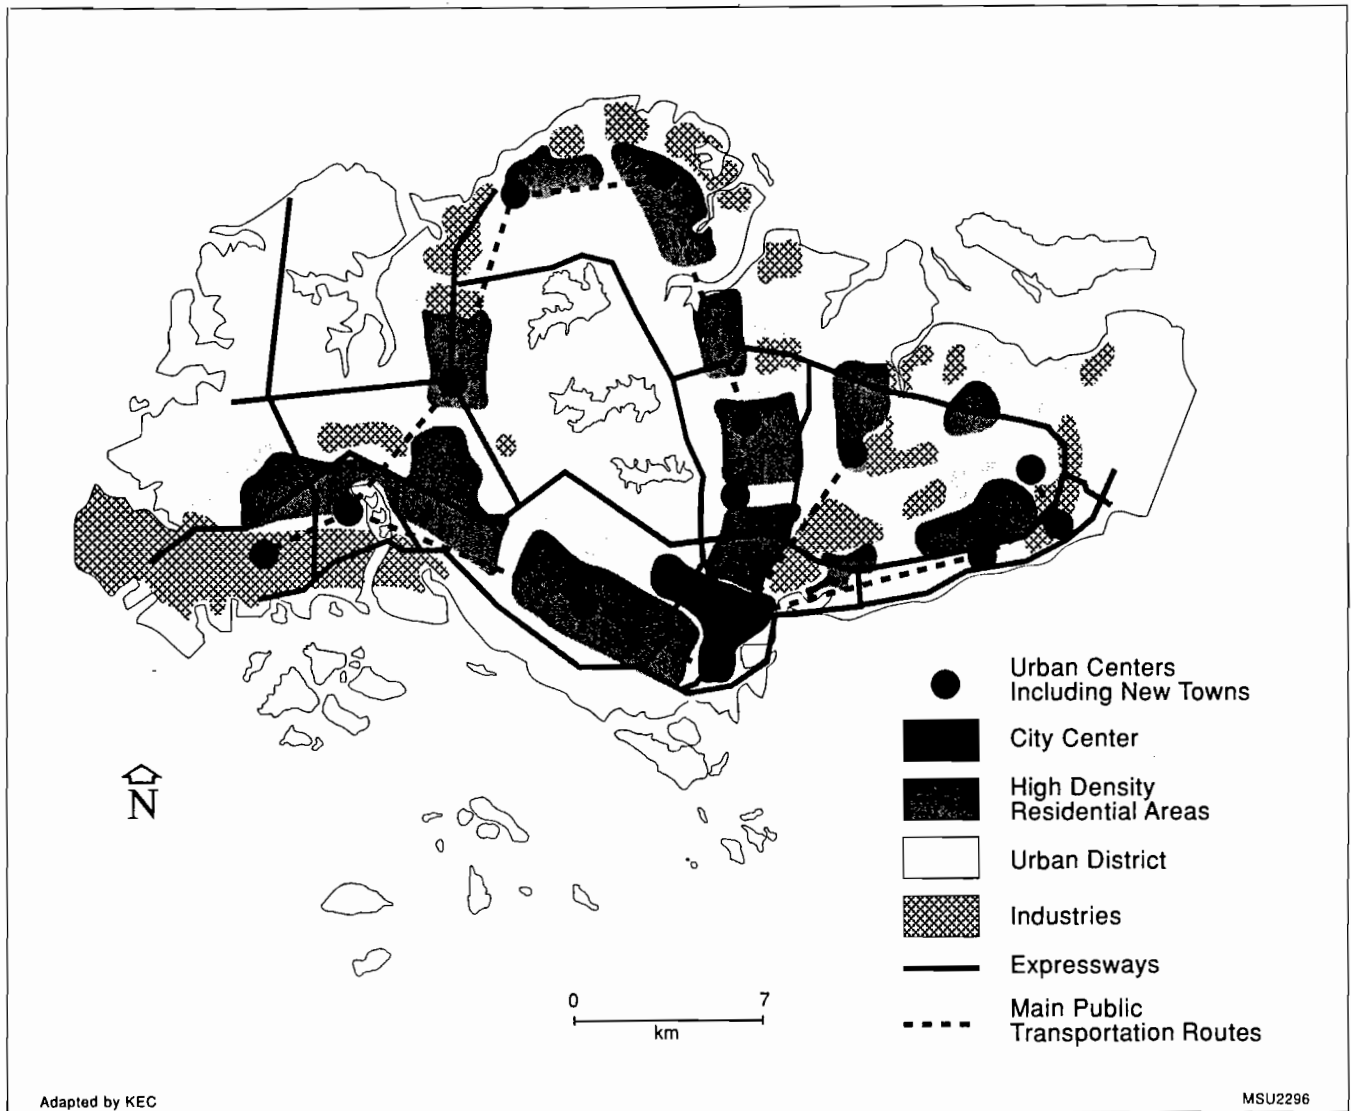 Urban Centers
Including New Towns
City Center
High Density
Residential Areas
Urban District
N
Industries
Expressways
0 7
km
Main Public
Transportation Routes
Adapted by KEC
MSU2296